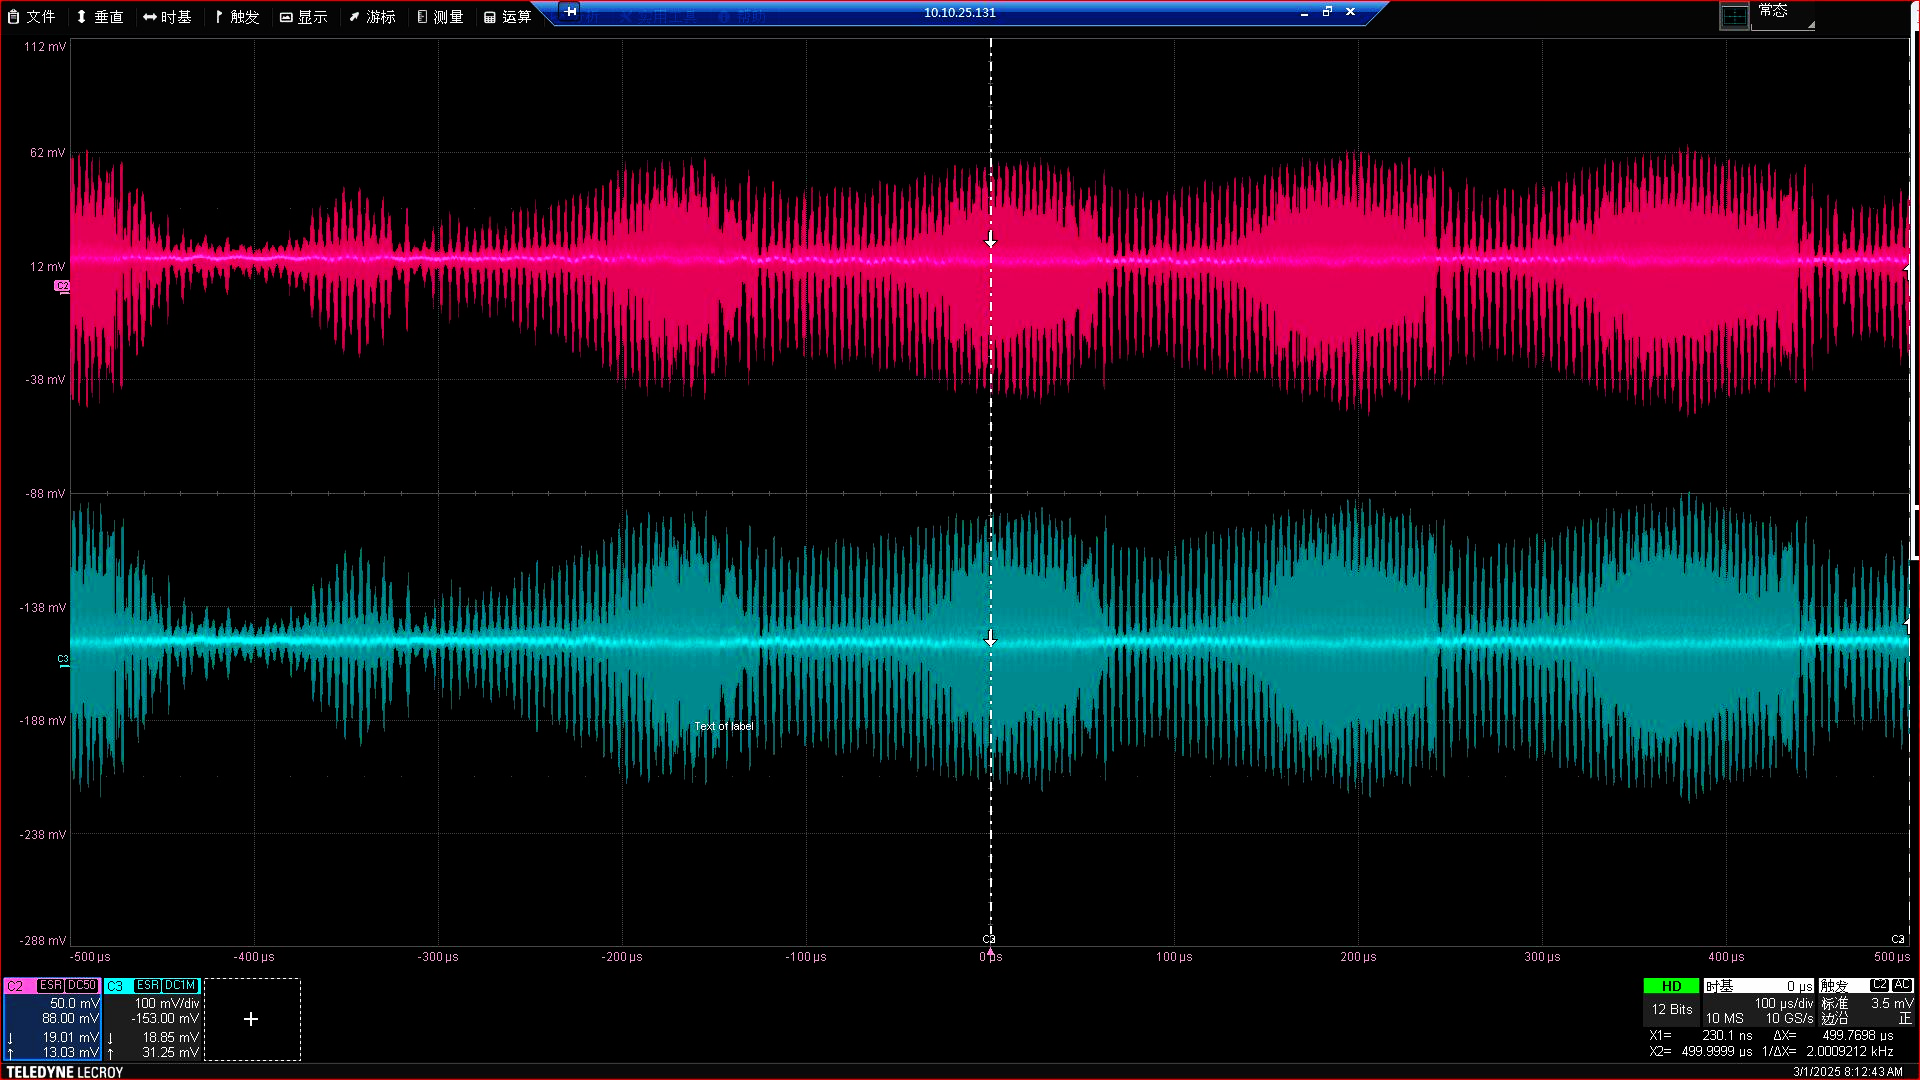 文件 垂直 时基 触发 显示 游标 测量 运算 10.10.25.131 常态
112 mV
62 mV
12 mV
C2
-38 mV
-88 mV
-138 mV
C3
-188 mV
Text of label
-238 mV
-288 mV
C3 C3
-500 µs -400 µs -300 µs -200 µs -100 µs 0 µs 100 µs 200 µs 300 µs 400 µs 500 µs
C2 ESR DC50 C3 ESR DC1M HD 时基 0 µs 触发 C2 AC
50.0 mV 100 mV/div 12 Bits 100 µs/div 标准 3.5 mV
88.00 mV -153.00 mV 10 MS 10 GS/s 边沿 正
19.01 mV 18.85 mV X1= 230.1 ns ΔX= 499.7698 µs
13.03 mV 31.25 mV X2= 499.9999 µs 1/ΔX= 2.0009212 kHz
TELEDYNE LECROY 3/1/2025 8:12:43 AM